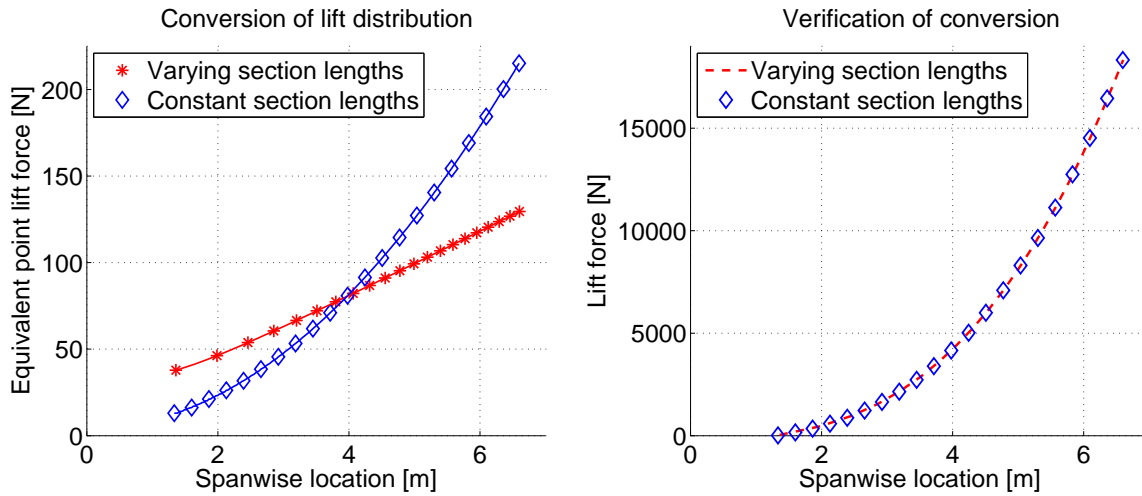 Conversion of lift distribution
Equivalent point lift force [N]
200
150
100
50
0
Varying section lengths
Constant section lengths
0 2 4 6
Spanwise location [m]
Verification of conversion
Lift force [N]
15000
10000
5000
0
Varying section lengths
Constant section lengths
0 2 4 6
Spanwise location [m]